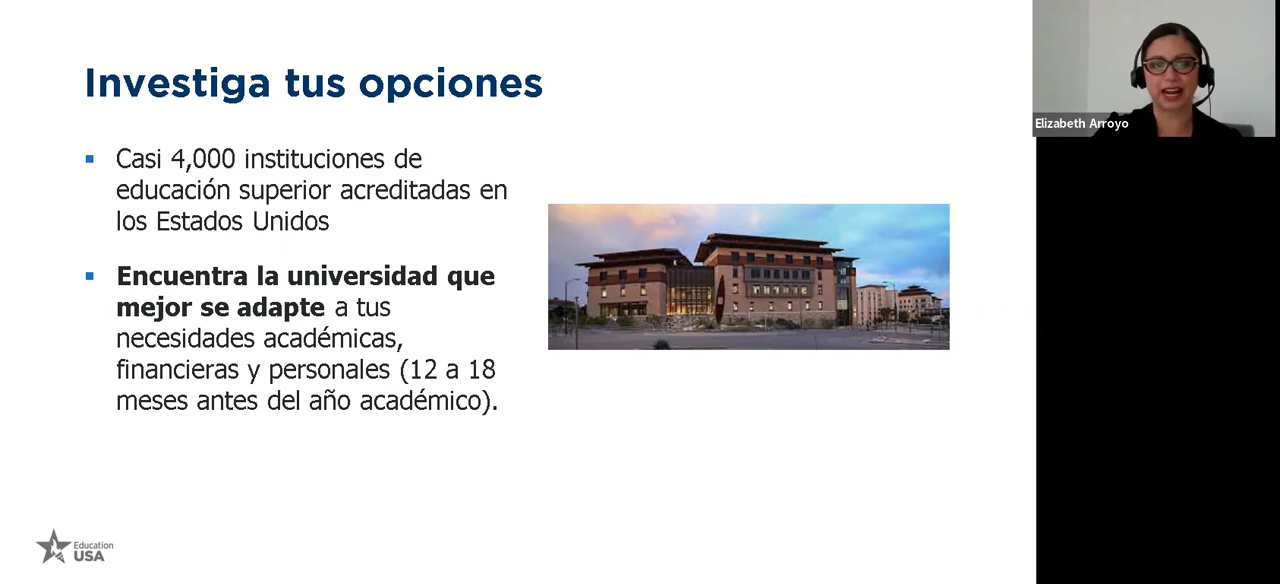 Investiga tus opciones
Casi 4,000 instituciones de
educación superior acreditadas en
los Estados Unidos
Encuentra la universidad que
mejor se adapte a tus
necesidades académicas,
financieras y personales (12 a 18
meses antes del año académico).
Education
USA
Elizabeth Arroyo